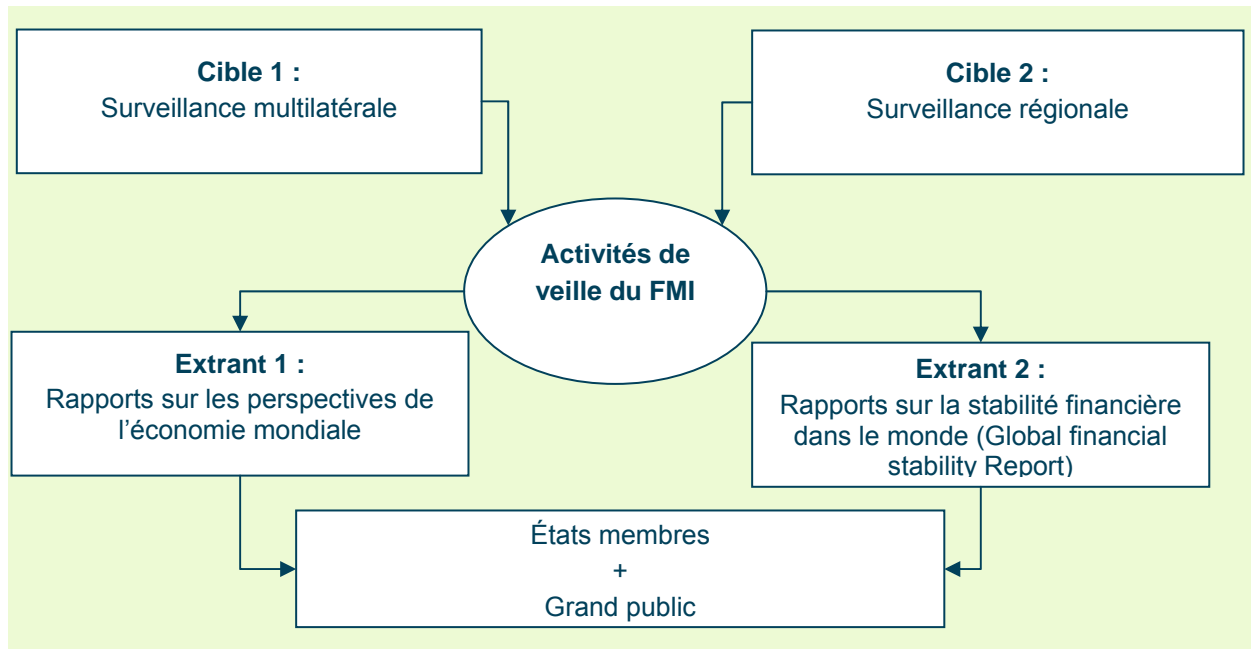 Cible 1 :
Surveillance multilatérale
Cible 2 :
Surveillance régionale
Activités de
veille du FMI
Extrant 1 :
Rapports sur les perspectives de
l’économie mondiale
Extrant 2 :
Rapports sur la stabilité financière
dans le monde (Global financial
stability Report)
États membres
+
Grand public